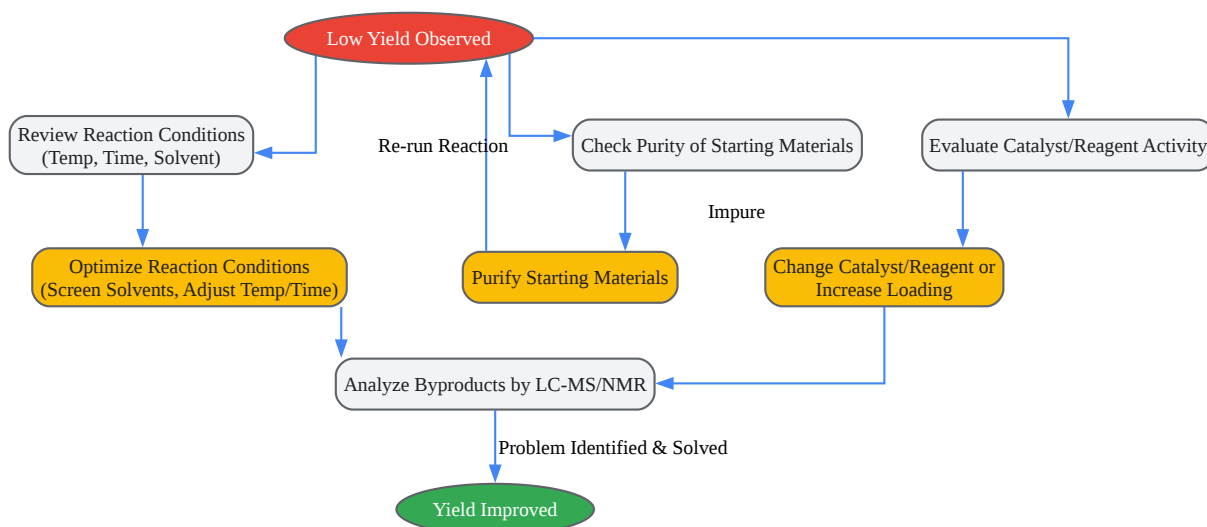 Low Yield Observed
Review Reaction Conditions
(Temp, Time, Solvent)
Re-run Reaction
Check Purity of Starting Materials
Evaluate Catalyst/Reagent Activity
Impure
Optimize Reaction Conditions
(Screen Solvents, Adjust Temp/Time)
Purify Starting Materials
Change Catalyst/Reagent or
Increase Loading
Analyze Byproducts by LC-MS/NMR
Problem Identified & Solved
Yield Improved